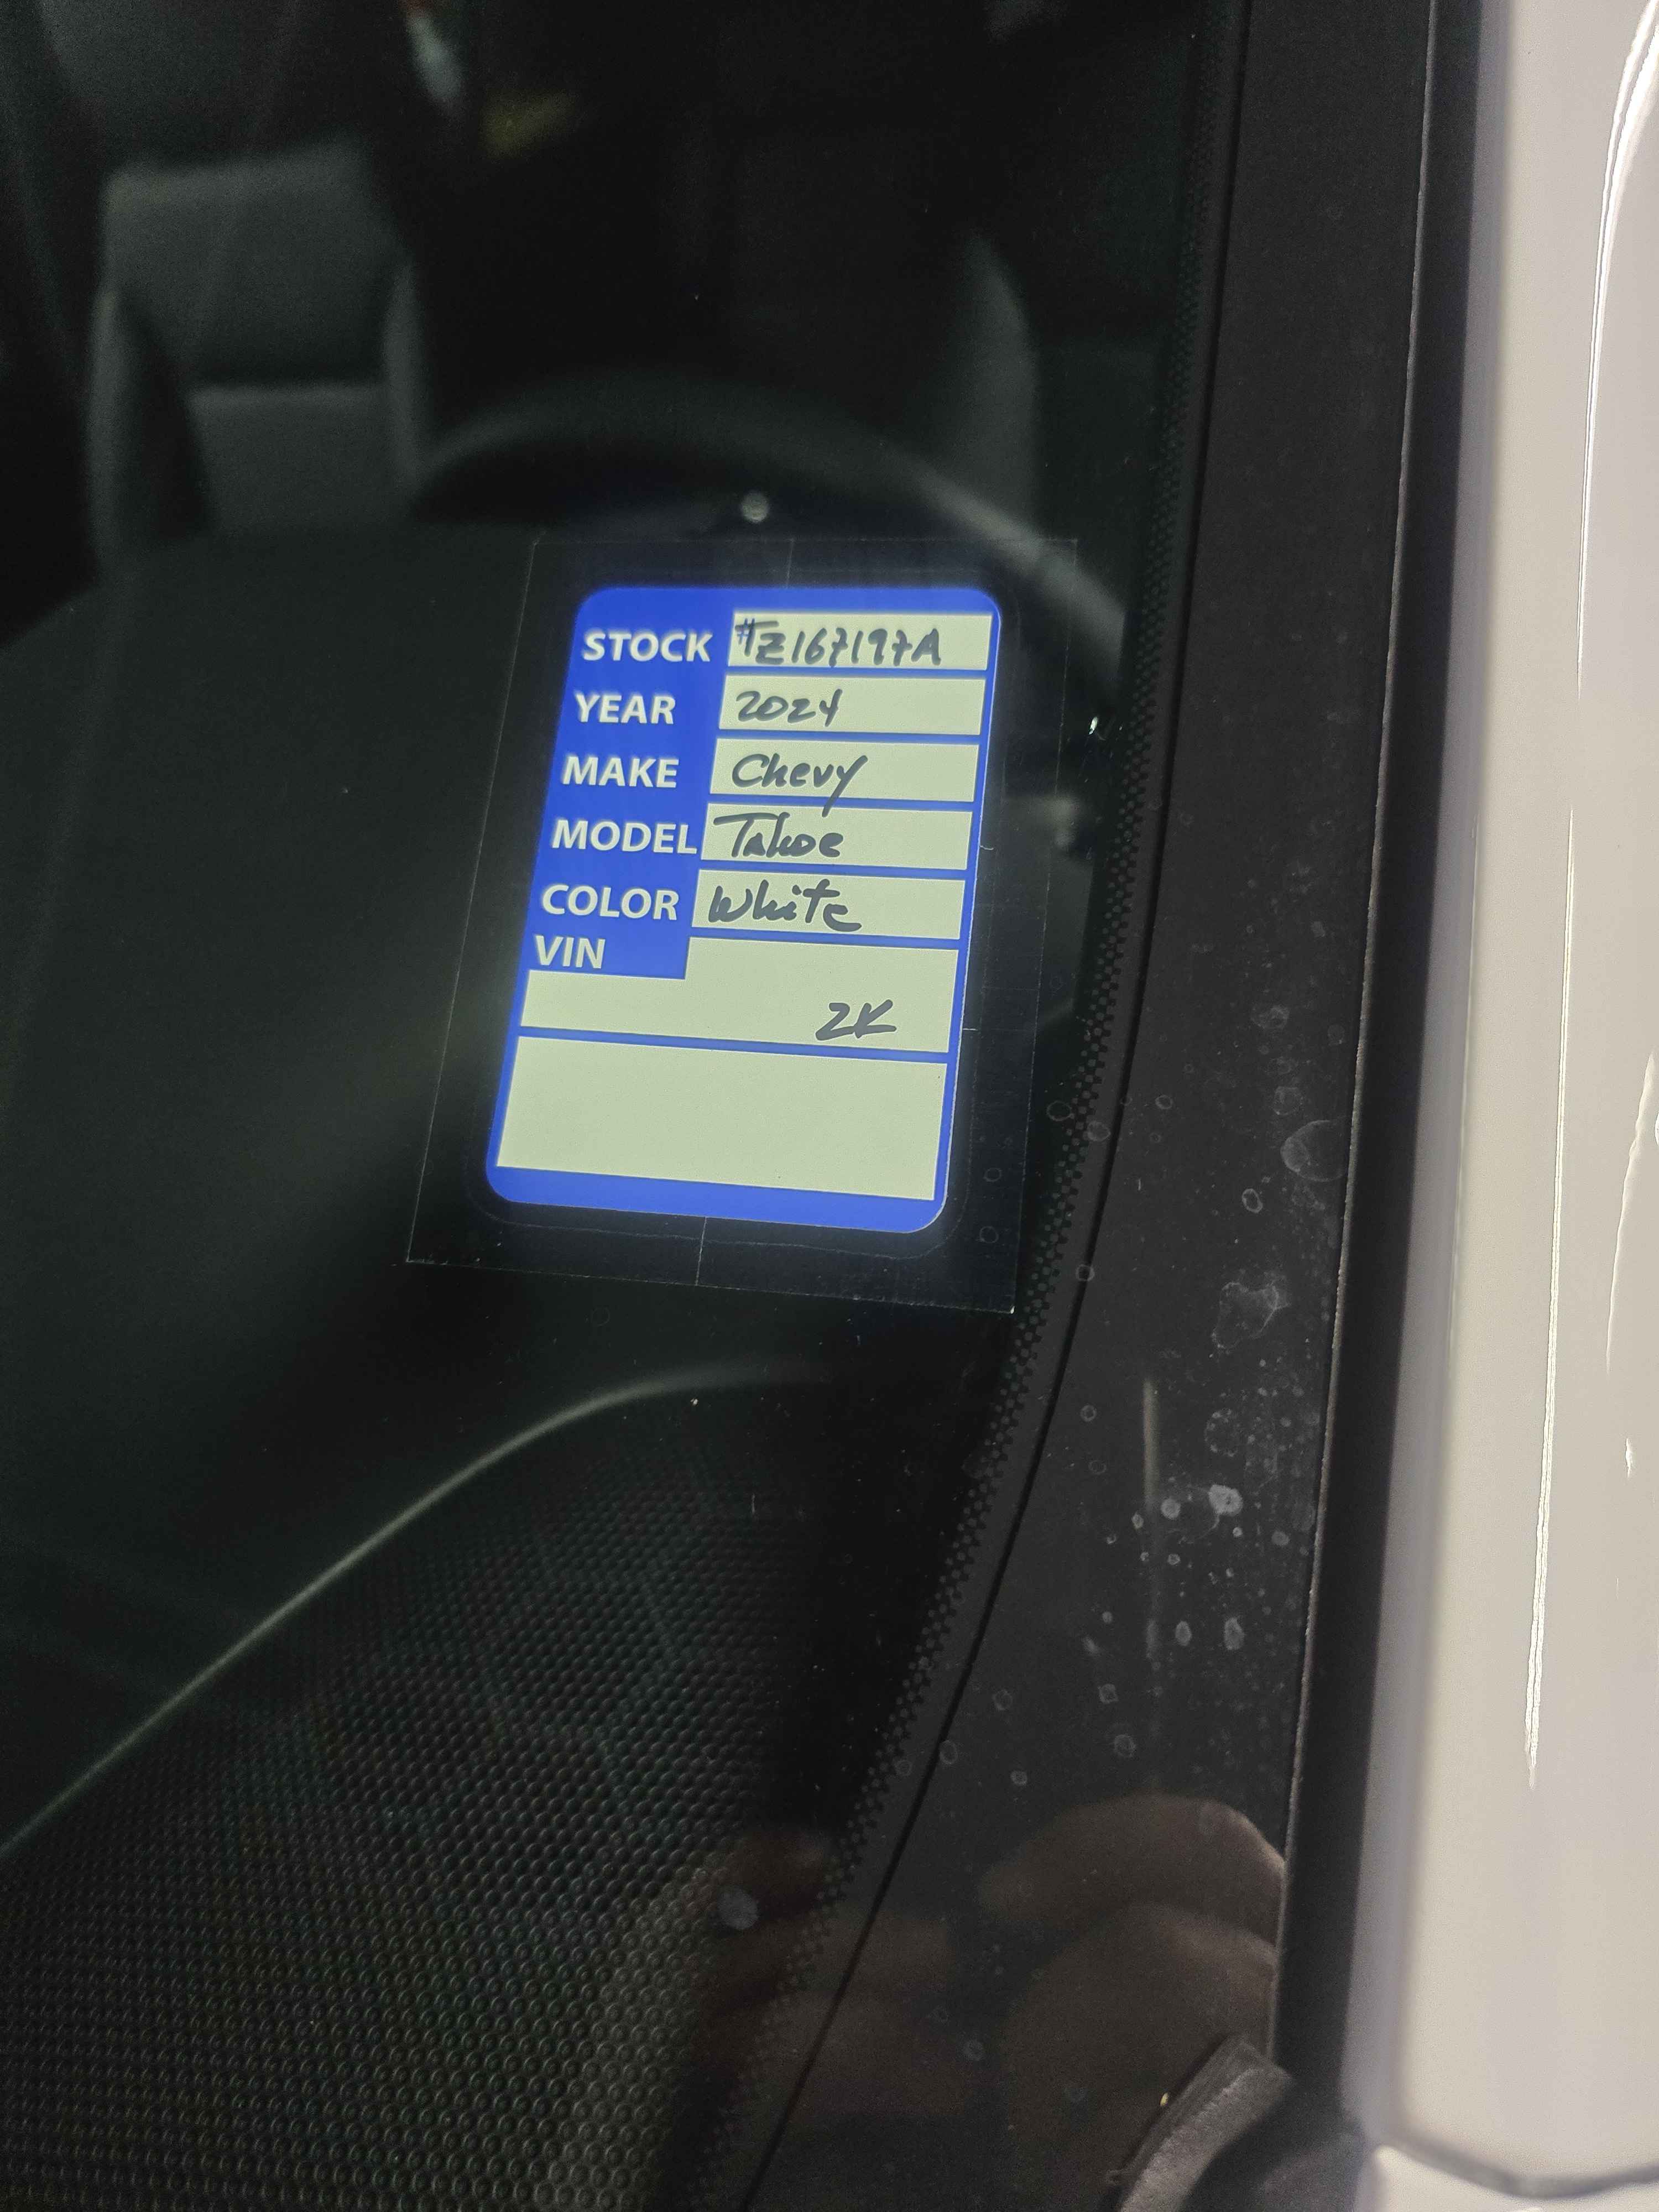 STOCK #Z167197A
YEAR 2024
MAKE Chevy
MODEL Tahoe
COLOR White
VIN
2K